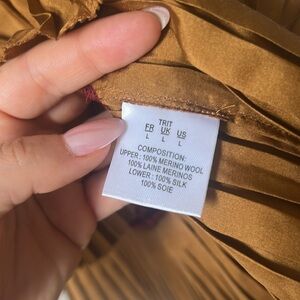 TRIT
FR UK US
L L L
COMPOSITION:
UPPER : 100% MERINO WOOL
100% LAINE MERINOS
LOWER : 100% SILK
100% SOIE